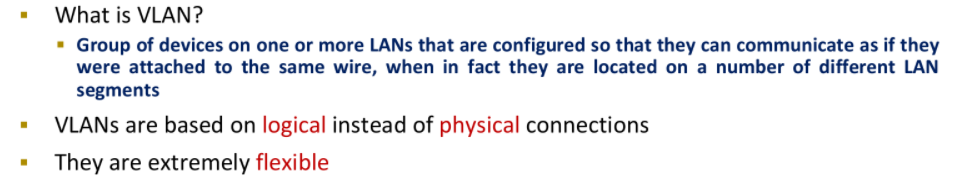 ▪ What is VLAN?
▪ Group of devices on one or more LANs that are configured so that they can communicate as if they
were attached to the same wire, when in fact they are located on a number of different LAN
segments
▪ VLANs are based on logical instead of physical connections
▪ They are extremely flexible